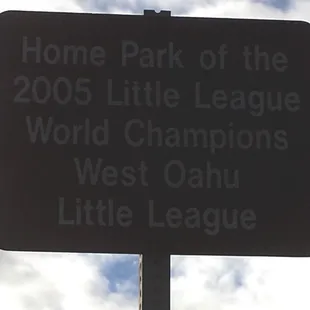 Home Park of the
2005 Little League
World Champions
West Oahu
Little League